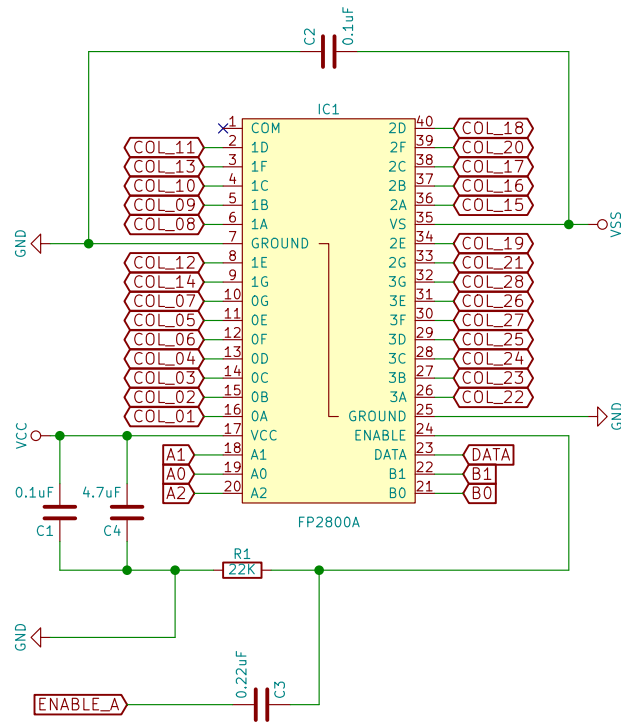 C2
0.1uF
IC1
1 COM 2D 40 COL_18
COL_11 2 1D 2F 39 COL_20
COL_13 3 1F 2C 38 COL_17
COL_10 4 1C 2B 37 COL_16
COL_09 5 1B 2A 36 COL_15
COL_08 6 1A VS 35 VSS
GND 7 GROUND 2E 34 COL_19
COL_12 8 1E 2G 33 COL_21
COL_14 9 1G 3G 32 COL_28
COL_07 10 0G 3E 31 COL_26
COL_05 11 0E 3F 30 COL_27
COL_06 12 0F 3D 29 COL_25
COL_04 13 0D 3C 28 COL_24
COL_03 14 0C 3B 27 COL_23
COL_02 15 0B 3A 26 COL_22
COL_01 16 0A GROUND 25 GND
VCC 17 VCC ENABLE 24
A1 18 A1 DATA 23 DATA
A0 19 A0 B1 22 B1
A2 20 A2 B0 21 B0
0.1uF 4.7uF
C1 C4
FP2800A
R1
22K
GND
0.22uF
C3
ENABLE_A